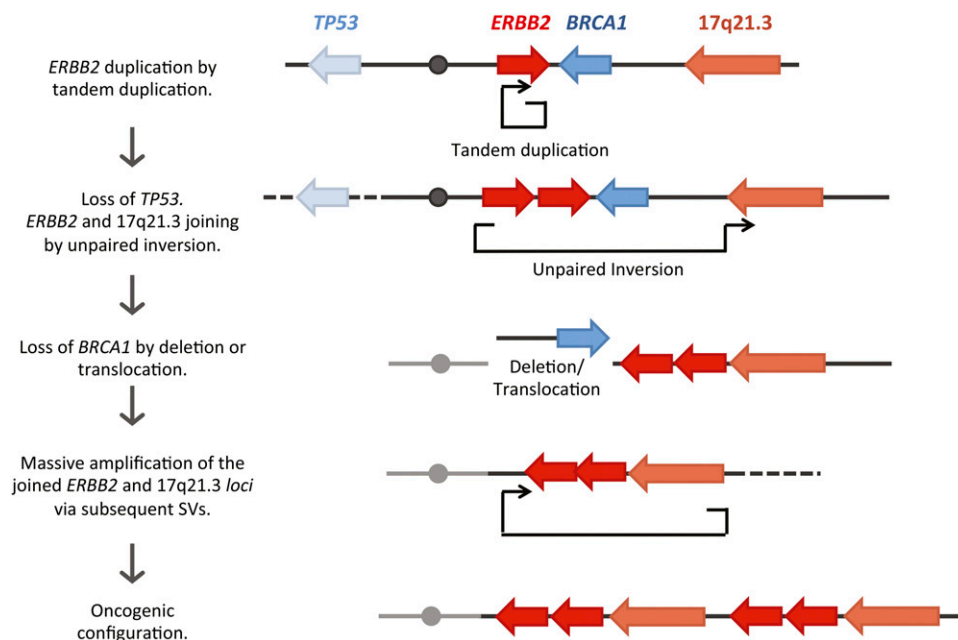 TP53 ERBB2 BRCA1 17q21.3
ERBB2 duplication by
tandem duplication.
Tandem duplication
Loss of TP53.
ERBB2 and 17q21.3 joining
by unpaired inversion.
Unpaired Inversion
Loss of BRCA1 by deletion or
translocation.
Deletion/
Translocation
Massive amplification of the
joined ERBB2 and 17q21.3 loci
via subsequent SVs.
Oncogenic
configuration.